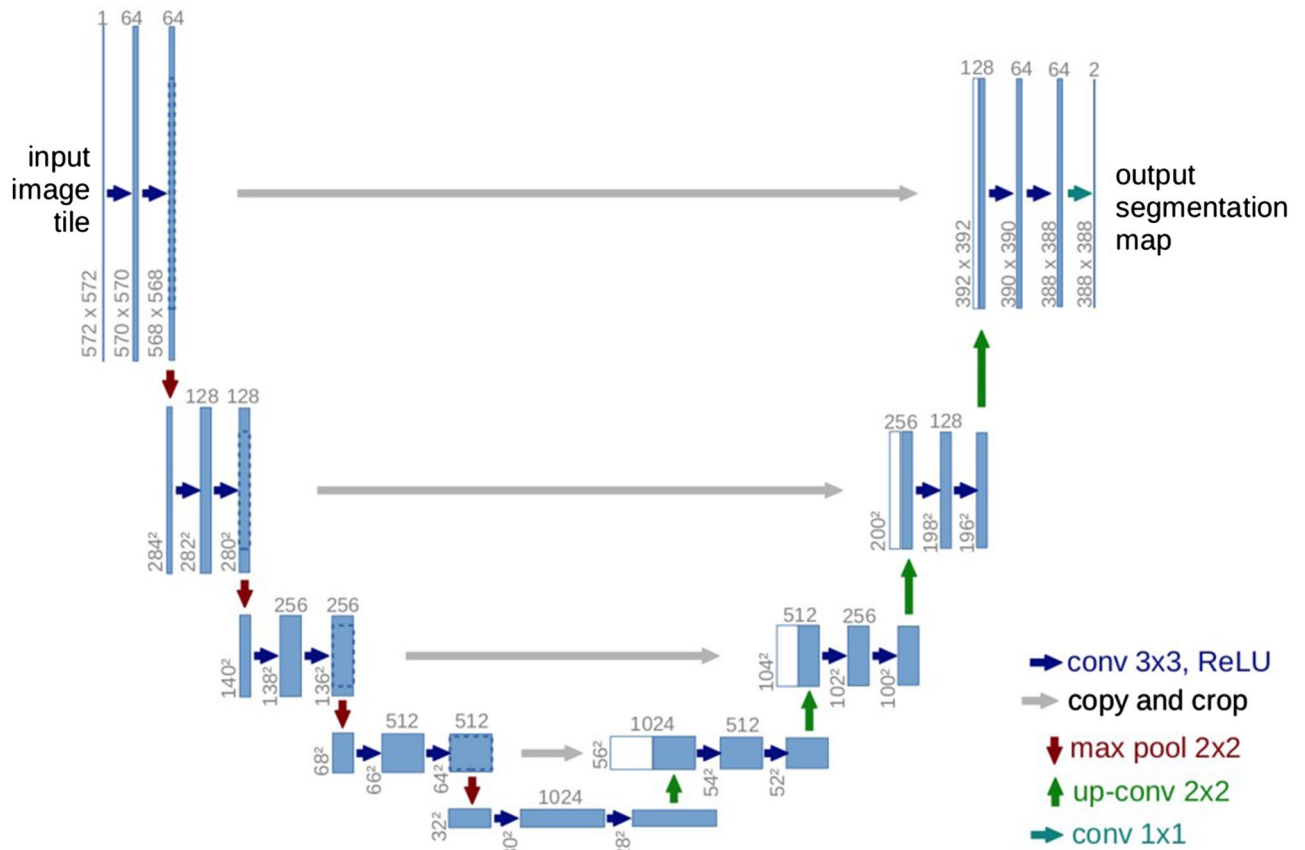 1 64 64
input
image
tile
572 x 572
570 x 570
568 x 568
128 64 64 2
392 x 392
390 x 390
388 x 388
388 x 388
output
segmentation
map
128 128
284²
282²
280²
256 128
200²
198²
196²
256 256
140²
138²
136²
512 256
104²
102²
100²
512 512
68²
66²
64²
1024 512
56²
54²
52²
1024
32²
conv 3x3, ReLU
copy and crop
max pool 2x2
up-conv 2x2
conv 1x1